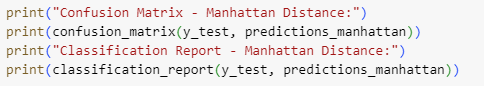 print("Confusion Matrix - Manhattan Distance:")
print(confusion_matrix(y_test, predictions_manhattan))
print("Classification Report - Manhattan Distance:")
print(classification_report(y_test, predictions_manhattan))